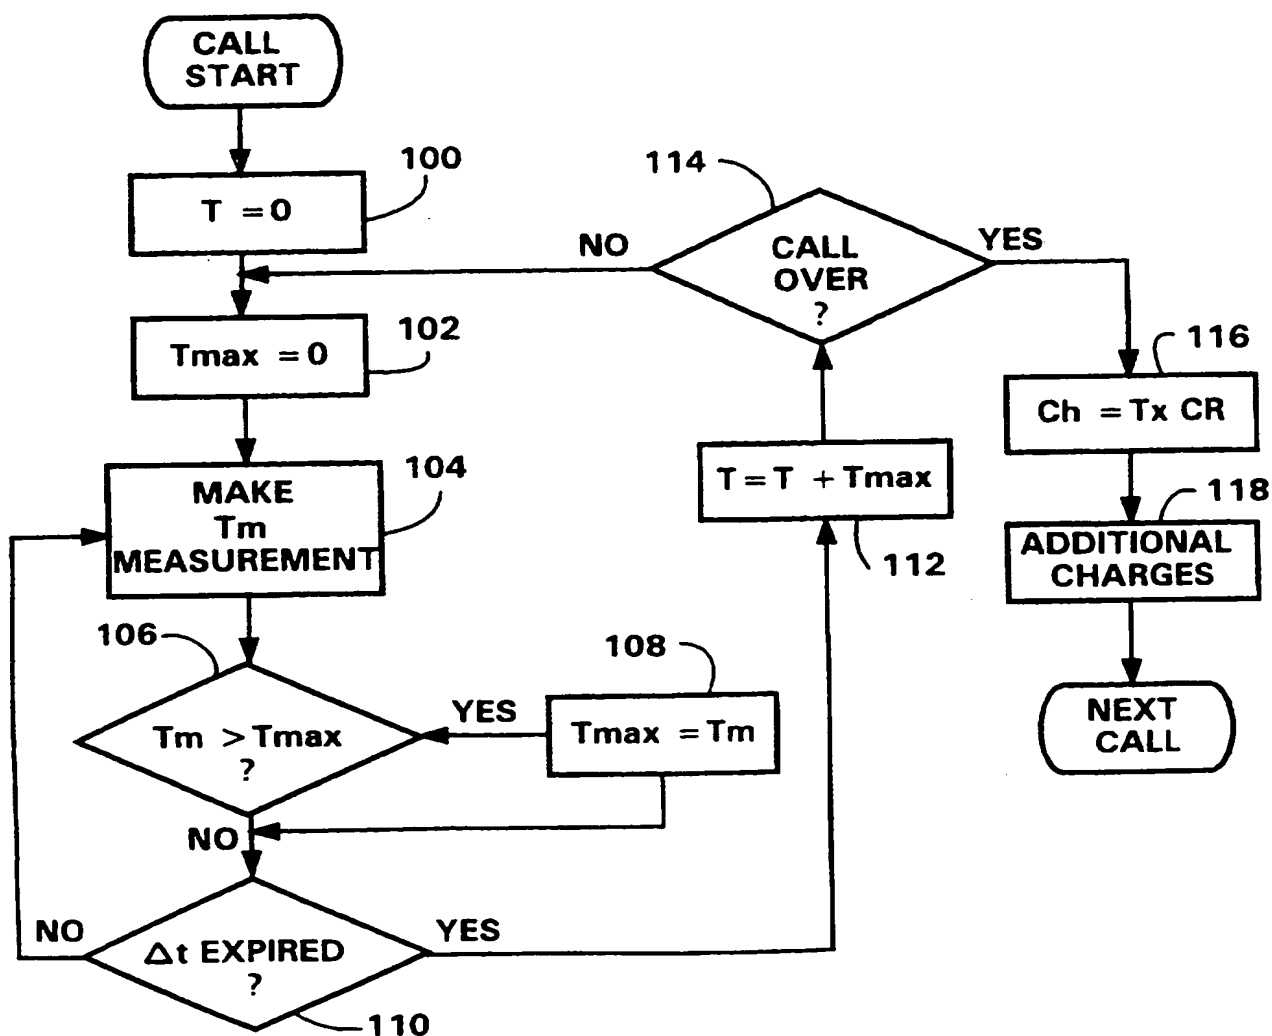 CALL
START
100
T = 0
114
NO
CALL
OVER
?
YES
102
Tmax = 0
116
Ch = Tx CR
104
MAKE
Tm
MEASUREMENT
T = T + Tmax
112
118
ADDITIONAL
CHARGES
106
Tm > Tmax
?
YES
108
Tmax = Tm
NEXT
CALL
NO
NO
Δt EXPIRED
?
YES
110